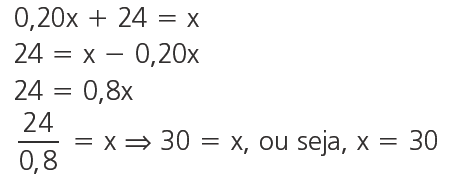 0,20x + 24 = x
24 = x − 0,20x
24 = 0,8x
24/0,8 = x ⇒ 30 = x, ou seja, x = 30